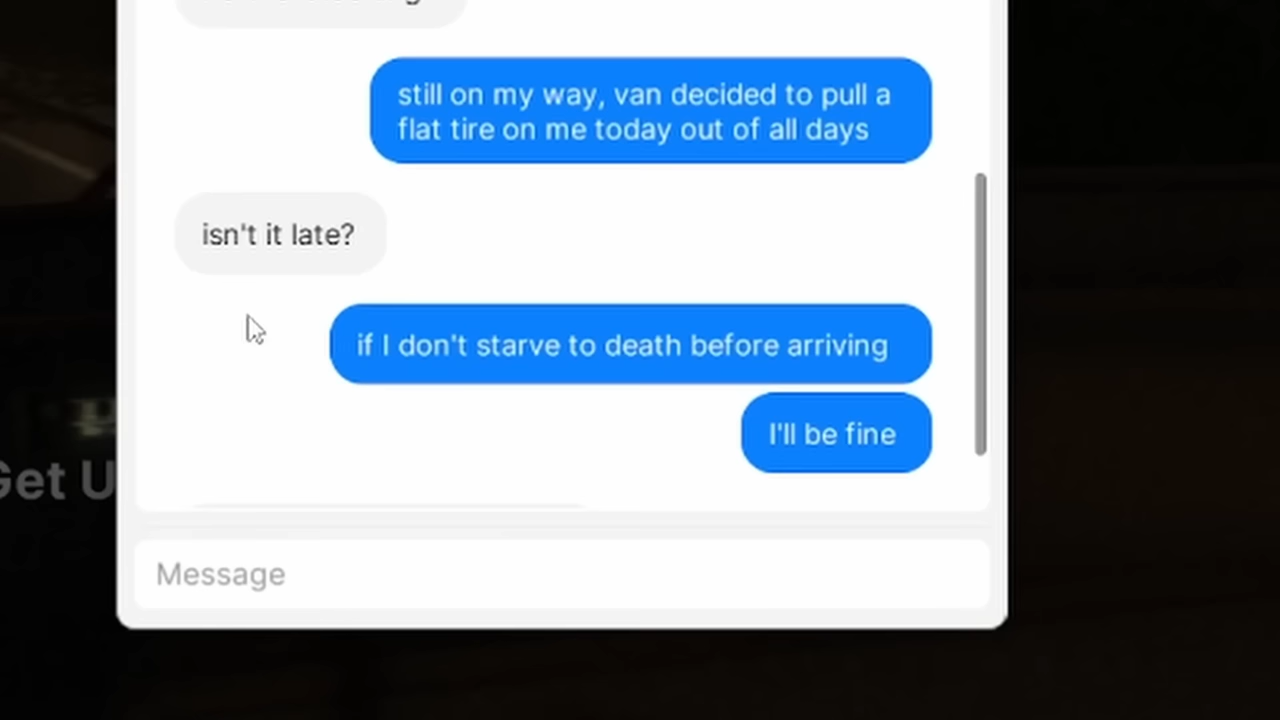 still on my way, van decided to pull a
flat tire on me today out of all days
isn't it late?
if I don't starve to death before arriving
I'll be fine
Get U
Message